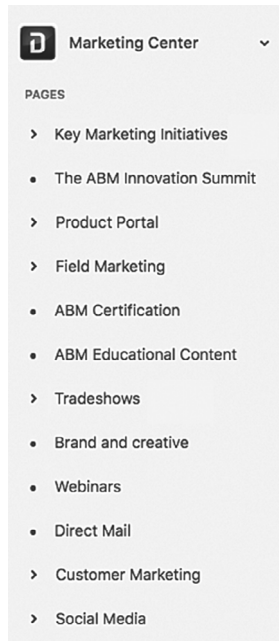 D Marketing Center
PAGES
Key Marketing Initiatives
The ABM Innovation Summit
Product Portal
Field Marketing
ABM Certification
ABM Educational Content
Tradeshows
Brand and creative
Webinars
Direct Mail
Customer Marketing
Social Media